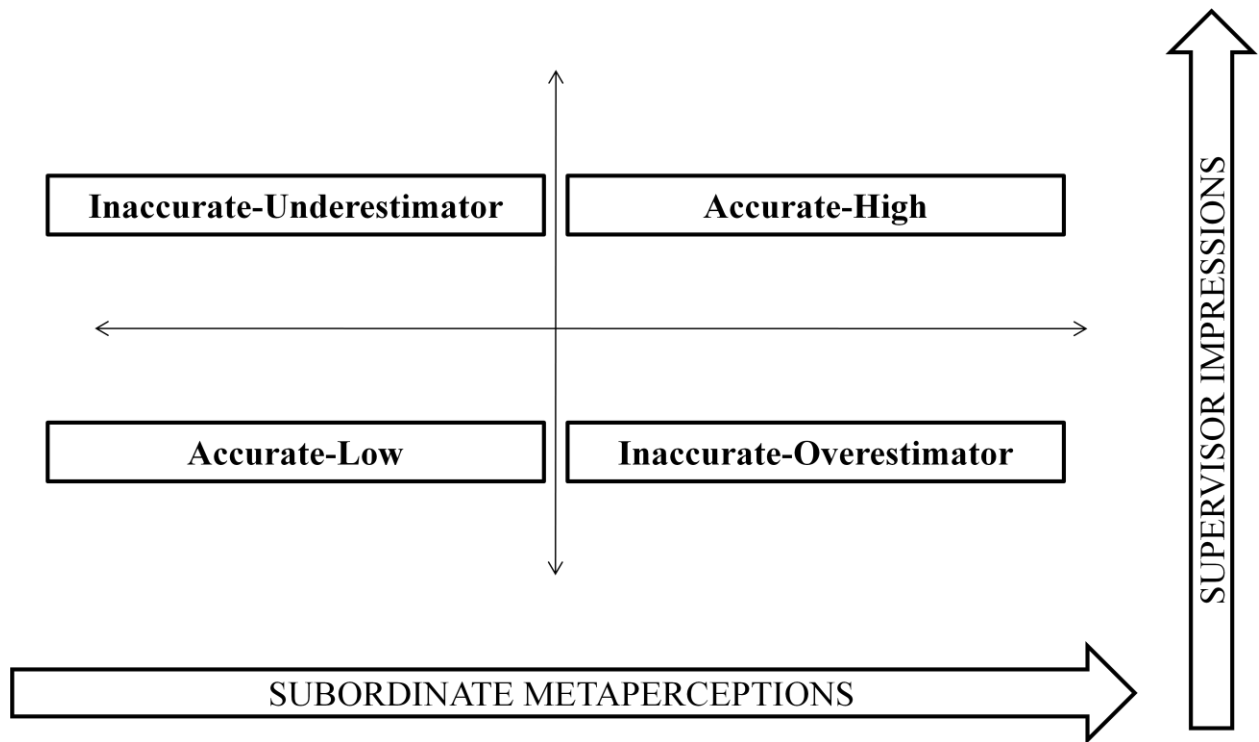 Inaccurate-Underestimator
Accurate-High
Accurate-Low
Inaccurate-Overestimator
SUPERVISOR IMPRESSIONS
SUBORDINATE METAPERCEPTIONS